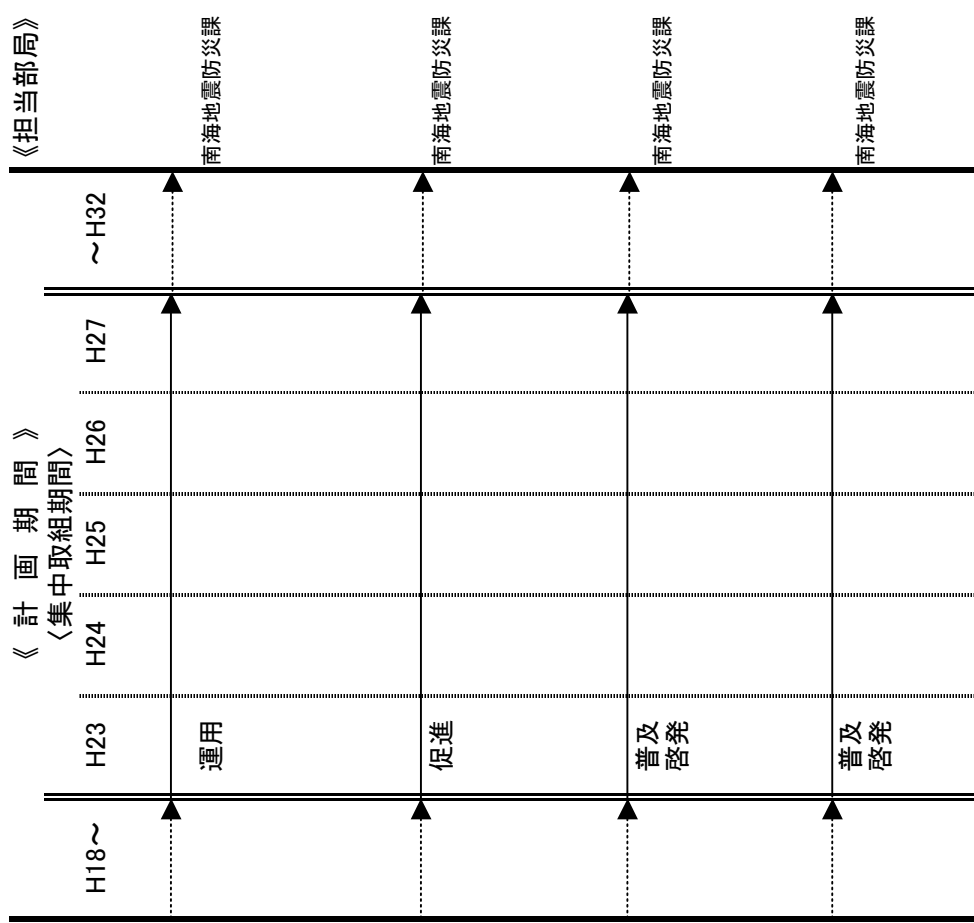 《 計 画 期 間 》
《担当部局》
〈集中取組期間〉
H18～
H23
H24
H25
H26
H27
～H32
運用
南海地震防災課
促進
南海地震防災課
普及
啓発
南海地震防災課
普及
啓発
南海地震防災課